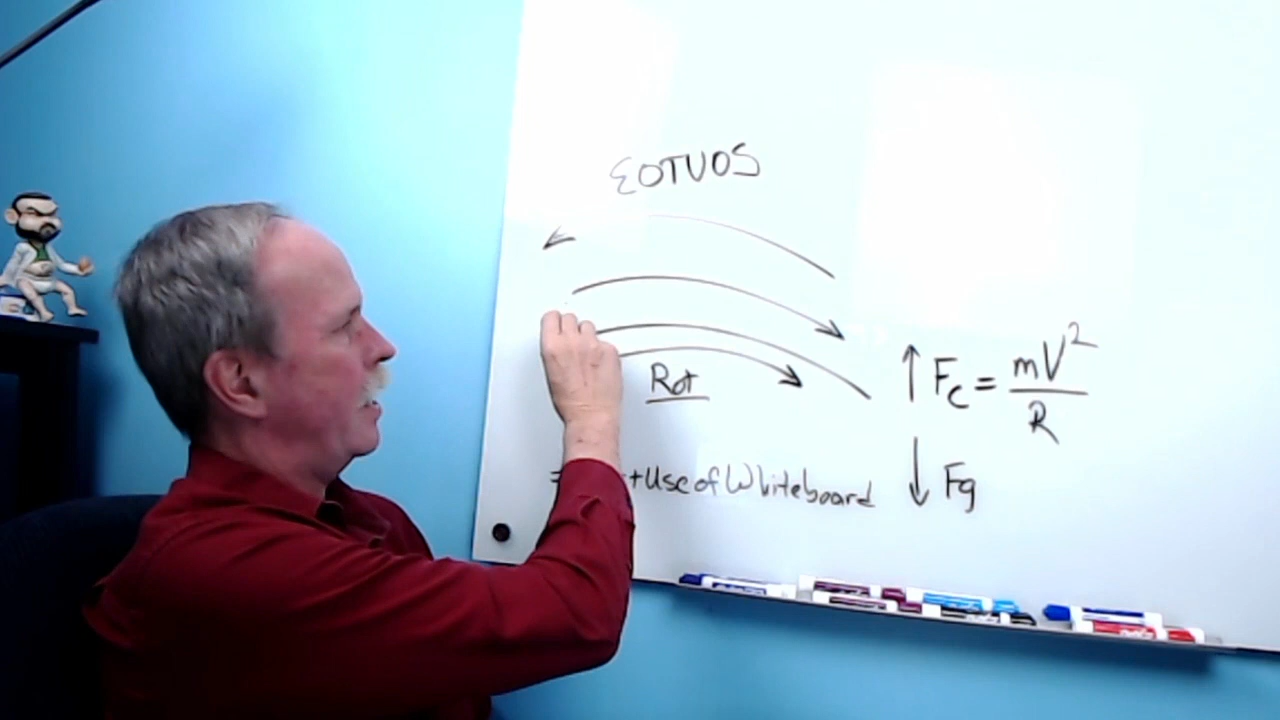 EOTVOS
Rot
↑ Fc = mV²/R
+Use of Whiteboard
↓ Fg